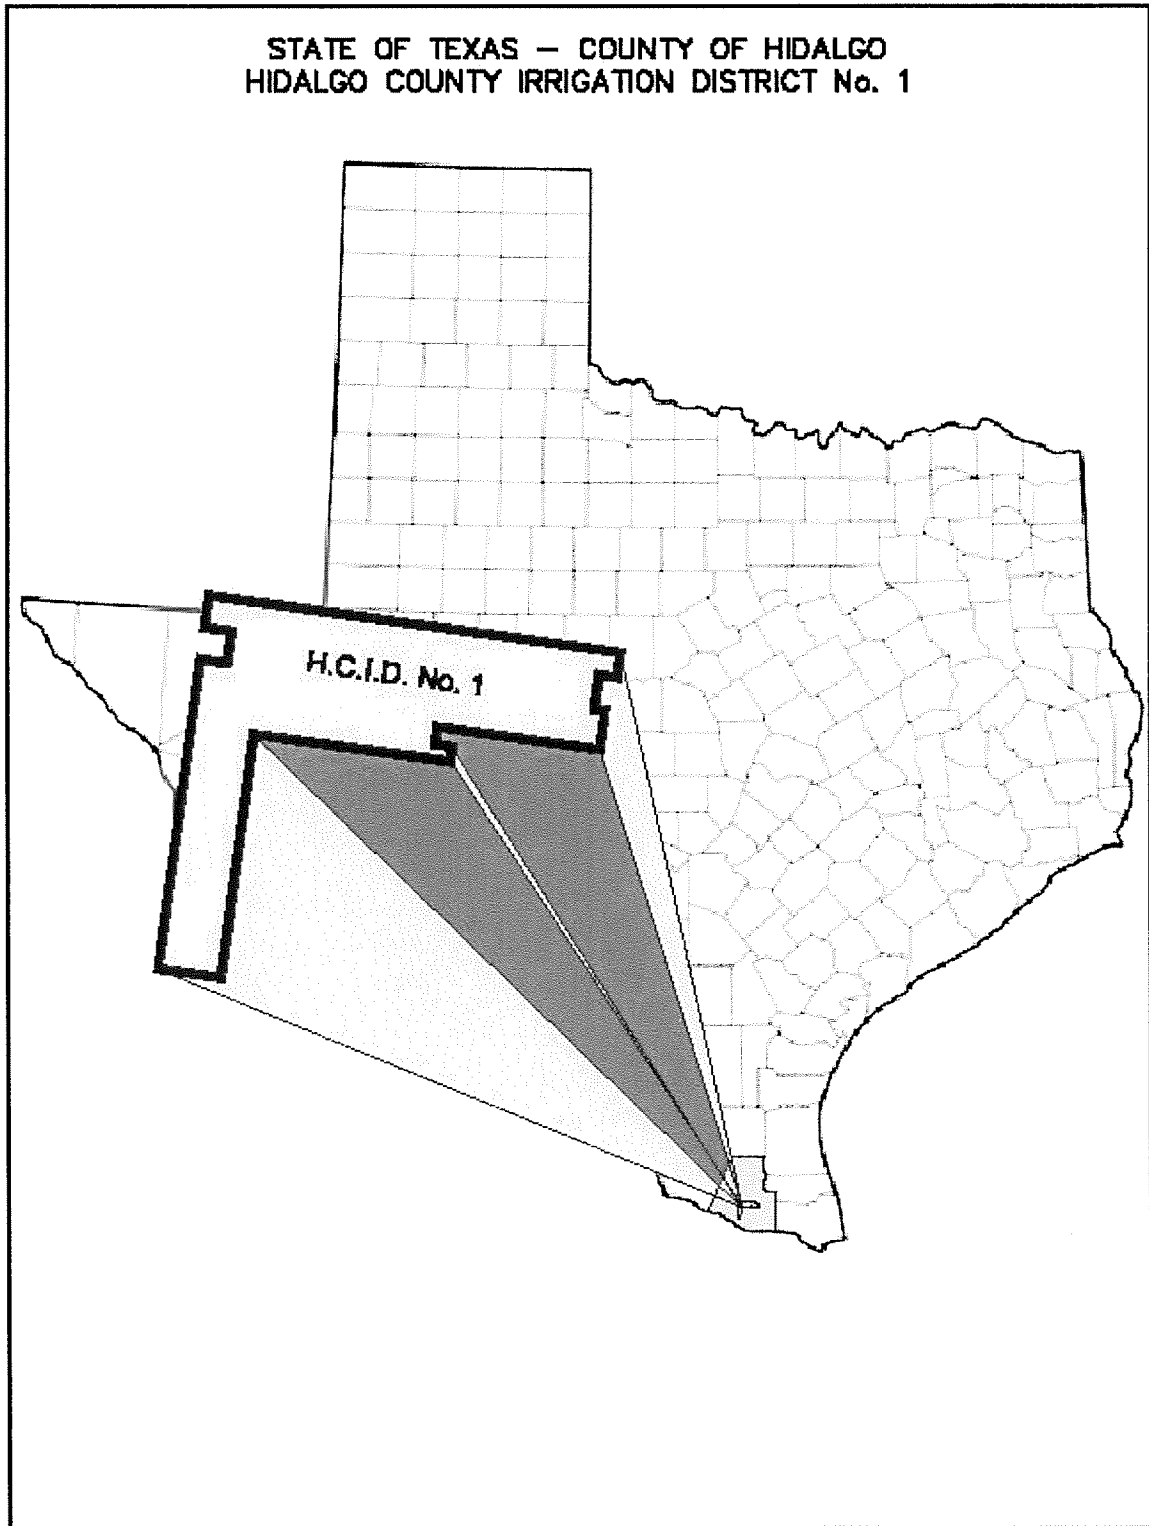 STATE OF TEXAS – COUNTY OF HIDALGO
HIDALGO COUNTY IRRIGATION DISTRICT No. 1
H.C.I.D. No. 1